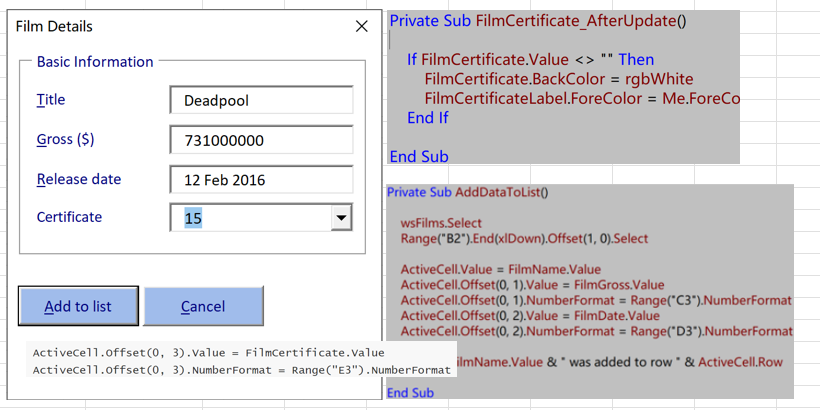 Film Details
Basic Information
Title
Deadpool
Gross ($)
731000000
Release date
12 Feb 2016
Certificate
15
Add to list
Cancel
ActiveCell.Offset(0, 3).Value = FilmCertificate.Value
ActiveCell.Offset(0, 3).NumberFormat = Range("E3").NumberFormat
Private Sub FilmCertificate_AfterUpdate()
If FilmCertificate.Value <> "" Then
FilmCertificate.BackColor = rgbWhite
FilmCertificateLabel.ForeColor = Me.ForeCo
End If
End Sub
Private Sub AddDataToList()
wsFilms.Select
Range("B2").End(xlDown).Offset(1, 0).Select
ActiveCell.Value = FilmName.Value
ActiveCell.Offset(0, 1).Value = FilmGross.Value
ActiveCell.Offset(0, 1).NumberFormat = Range("C3").NumberFormat
ActiveCell.Offset(0, 2).Value = FilmDate.Value
ActiveCell.Offset(0, 2).NumberFormat = Range("D3").NumberFormat
ilmName.Value & " was added to row " & ActiveCell.Row
End Sub